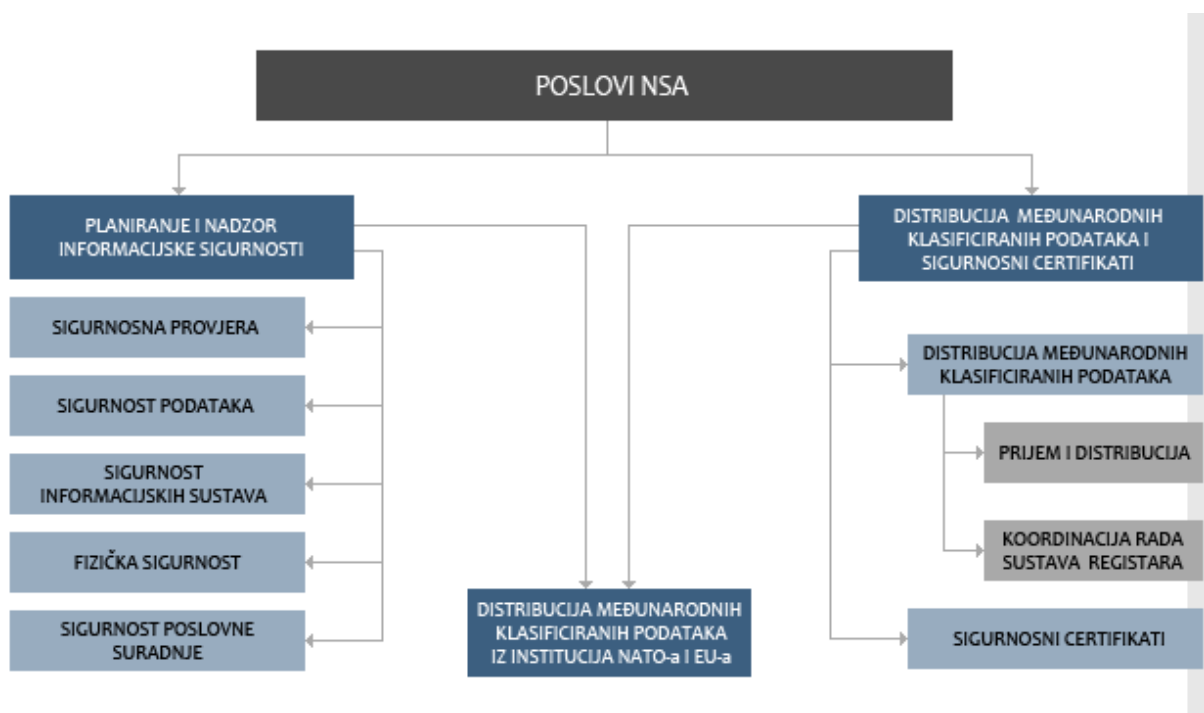 POSLOVI NSA
PLANIRANJE I NADZOR
INFORMACIJSKE SIGURNOSTI
SIGURNOSNA PROVJERA
SIGURNOST PODATAKA
SIGURNOST
INFORMACIJSKIH SUSTAVA
FIZIČKA SIGURNOST
SIGURNOST POSLOVNE
SURADNJE
DISTRIBUCIJA MEĐUNARODNIH
KLASIFICIRANIH PODATAKA
IZ INSTITUCIJA NATO-a I EU-a
DISTRIBUCIJA MEĐUNARODNIH
KLASIFICIRANIH PODATAKA I
SIGURNOSNI CERTIFIKATI
DISTRIBUCIJA MEĐUNARODNIH
KLASIFICIRANIH PODATAKA
PRIJEM I DISTRIBUCIJA
KOORDINACIJA RADA
SUSTAVA REGISTARA
SIGURNOSNI CERTIFIKATI